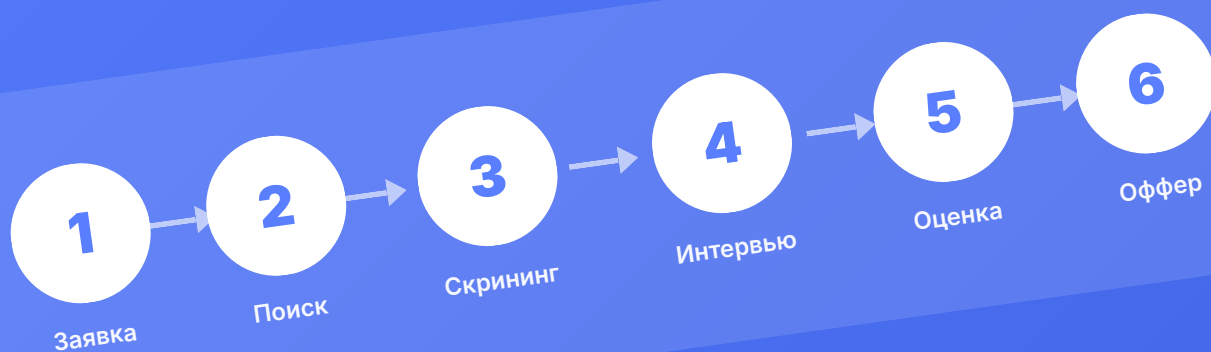 1
2
3
4
5
6
Заявка
Поиск
Скрининг
Интервью
Оценка
Оффер